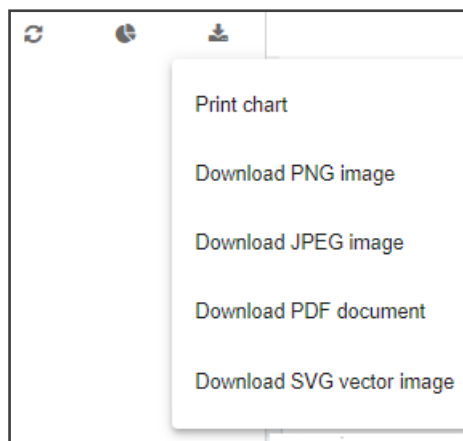 Print chart
Download PNG image
Download JPEG image
Download PDF document
Download SVG vector image